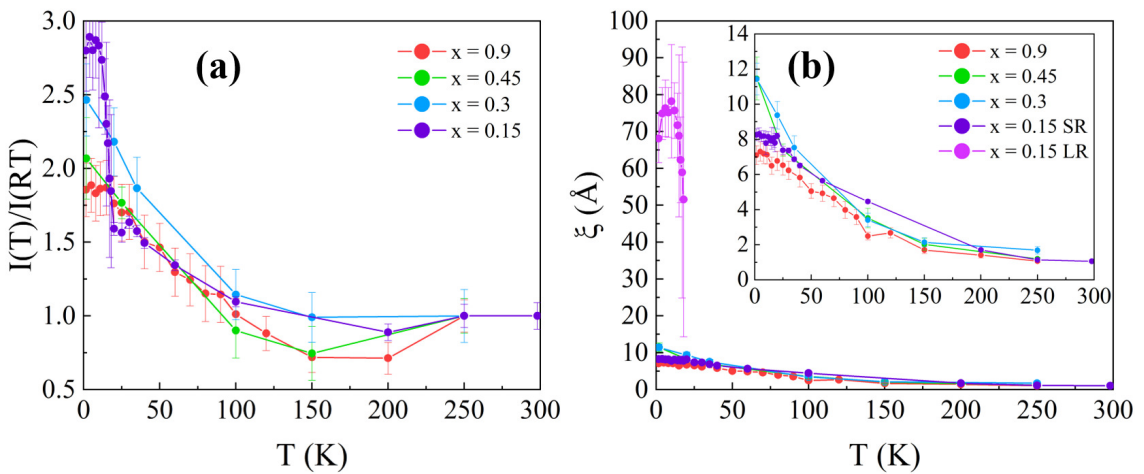 (a)
x = 0.9
x = 0.45
x = 0.3
x = 0.15
3.0
2.5
2.0
1.5
1.0
0.5
I(T)/I(RT)
0 50 100 150 200 250 300
T (K)
(b)
x = 0.9
x = 0.45
x = 0.3
x = 0.15 SR
x = 0.15 LR
14
12
10
8
6
4
2
0
0 50 100 150 200 250 300
100
90
80
70
60
50
40
30
20
10
0
ξ (Å)
0 50 100 150 200 250 300
T (K)